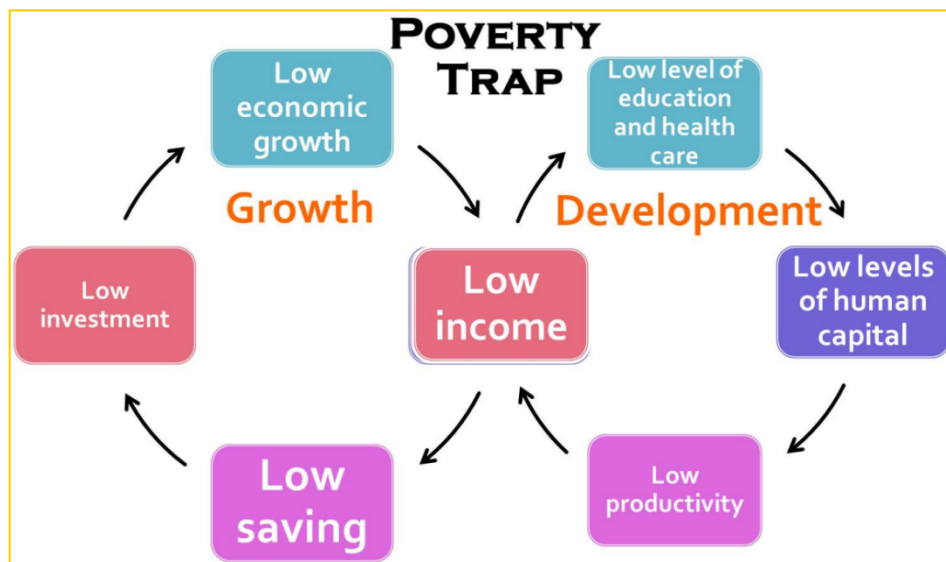 POVERTY
TRAP
Low
economic
growth
Low level of
education
and health
care
Growth
Development
Low
investment
Low
income
Low levels
of human
capital
Low
saving
Low
productivity